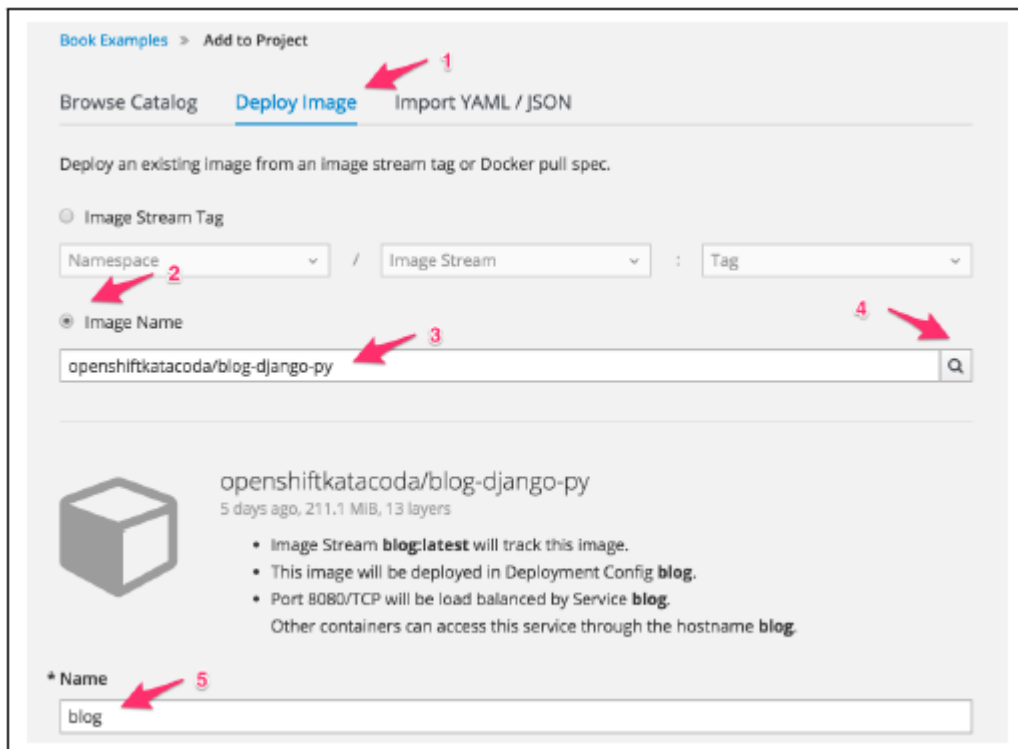 Book Examples » Add to Project
1
Browse Catalog Deploy Image Import YAML / JSON
Deploy an existing image from an image stream tag or Docker pull spec.
Image Stream Tag
Namespace / Image Stream : Tag
2
Image Name
3
4
openshiftkatacoda/blog-django-py
openshiftkatacoda/blog-django-py
5 days ago, 211.1 MiB, 13 layers
• Image Stream blog:latest will track this image.
• This image will be deployed in Deployment Config blog.
• Port 8080/TCP will be load balanced by Service blog.
Other containers can access this service through the hostname blog.
* Name
5
blog